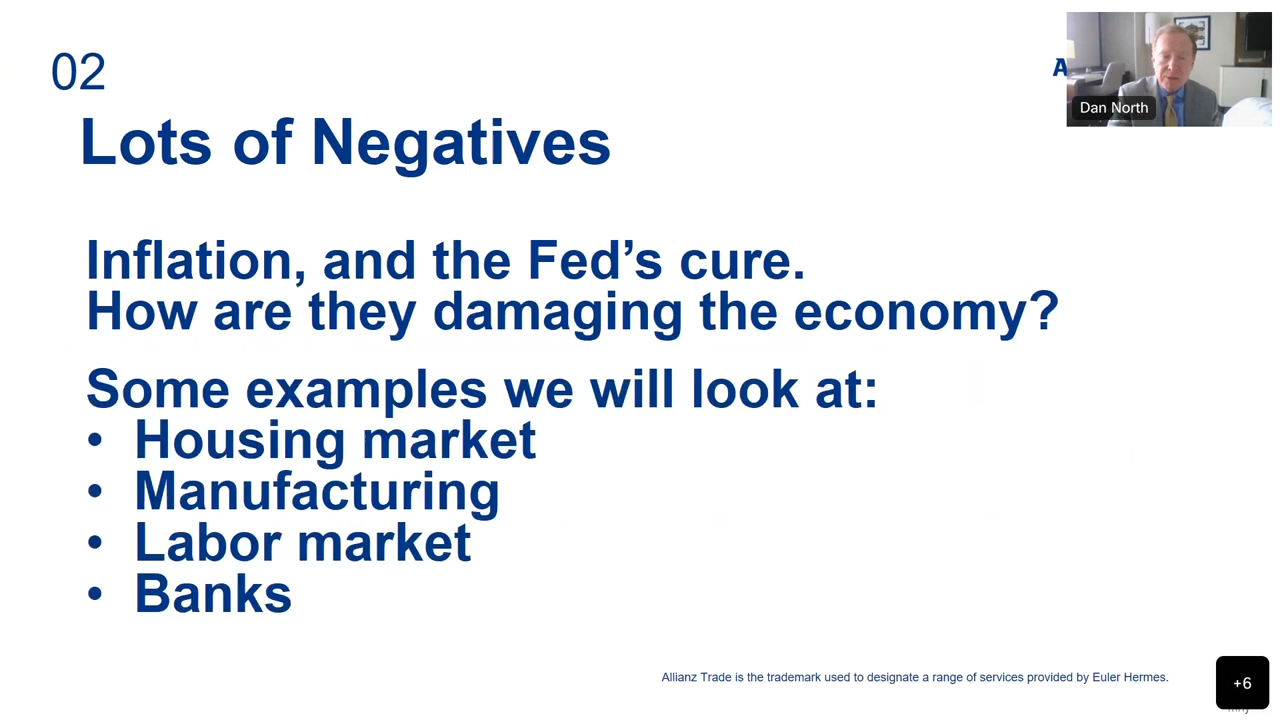 02
Lots of Negatives
Dan North
Inflation, and the Fed’s cure.
How are they damaging the economy?
Some examples we will look at:
• Housing market
• Manufacturing
• Labor market
• Banks
Allianz Trade is the trademark used to designate a range of services provided by Euler Hermes.
+6